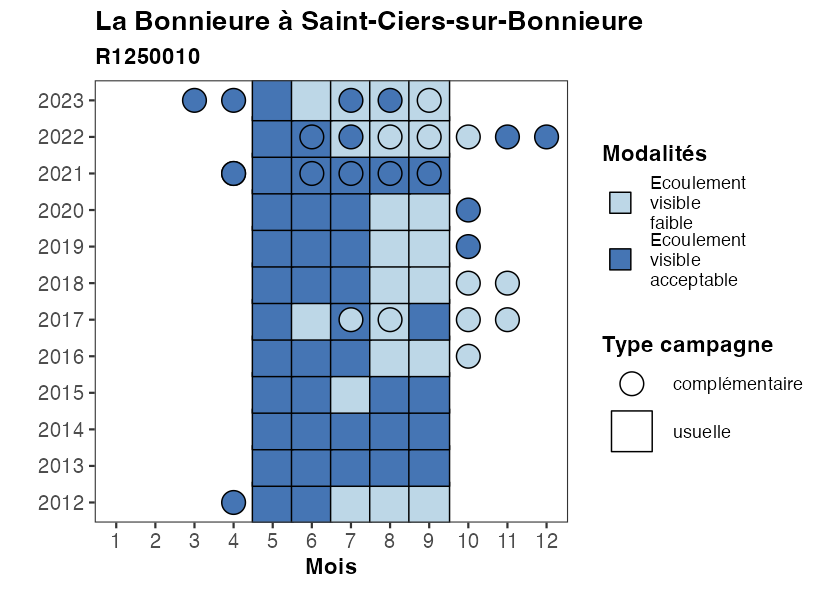 La Bonnieure à Saint-Ciers-sur-Bonnieure
R1250010
2023
2022
2021
2020
2019
2018
2017
2016
2015
2014
2013
2012
1 2 3 4 5 6 7 8 9 10 11 12
Mois
Modalités
Ecoulement
visible
faible
Ecoulement
visible
acceptable
Type campagne
complémentaire
usuelle